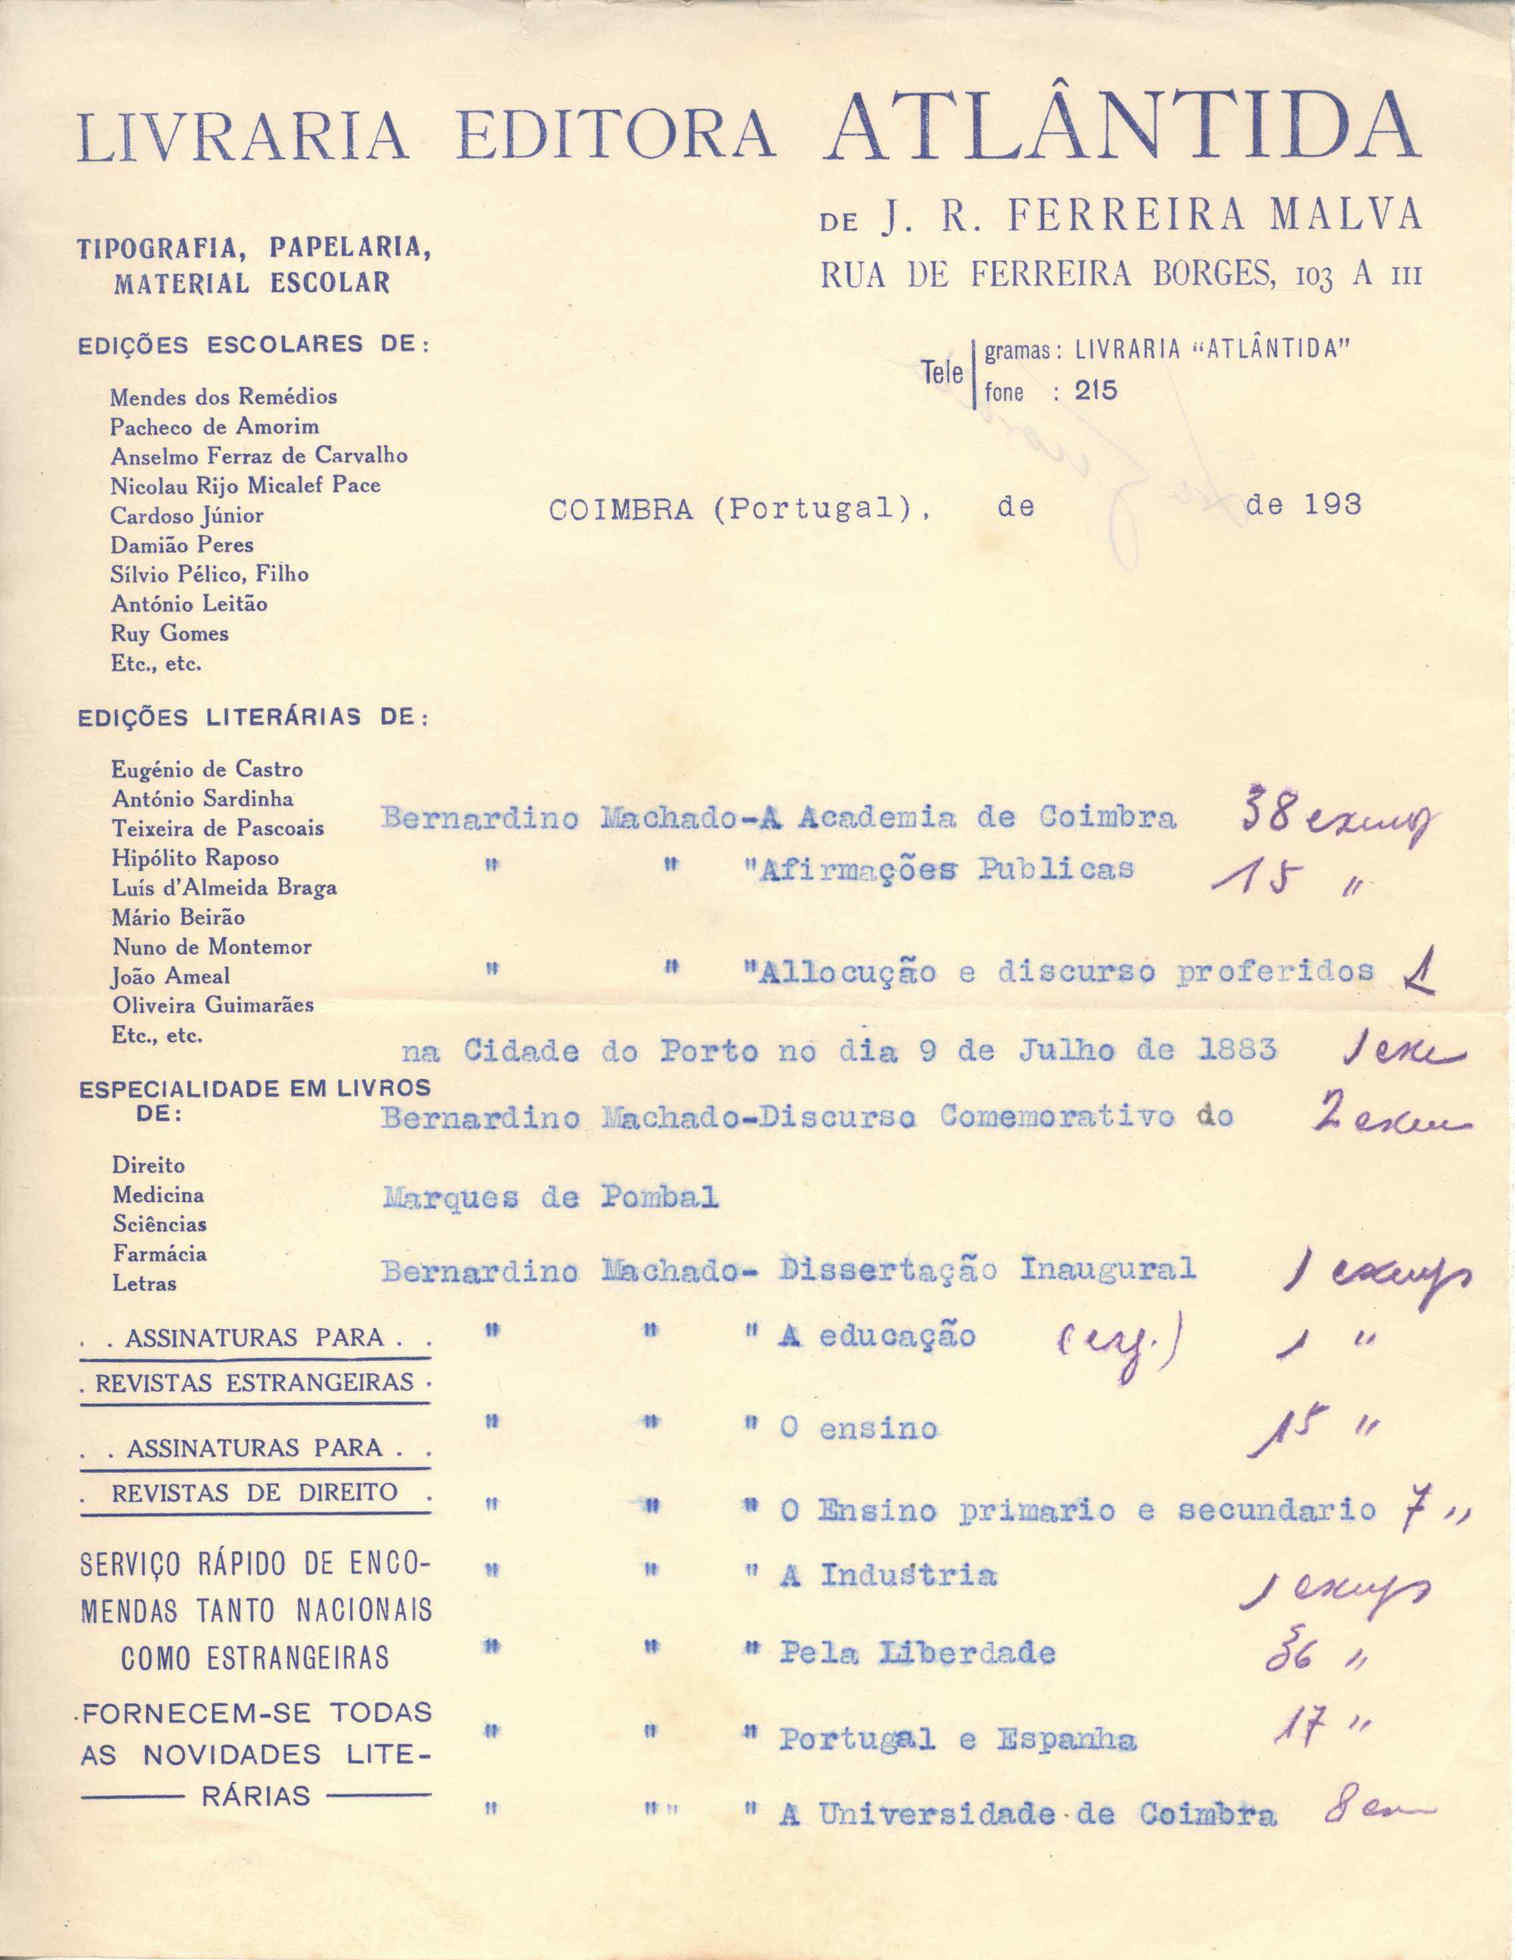 LIVRARIA EDITORA ATLÂNTIDA
DE J. R. FERREIRA MALVA
RUA DE FERREIRA BORGES, 103 A 111
TIPOGRAFIA, PAPELARIA,
MATERIAL ESCOLAR
Tele
gramas: LIVRARIA "ATLÂNTIDA"
fone : 215
COIMBRA (Portugal), de de 193
EDIÇÕES ESCOLARES DE:
Mendes dos Remédios
Pacheco de Amorim
Anselmo Ferraz de Carvalho
Nicolau Rijo Micalef Pace
Cardoso Júnior
Damião Peres
Sílvio Pélico, Filho
António Leitão
Ruy Gomes
Etc., etc.
EDIÇÕES LITERÁRIAS DE:
Eugénio de Castro
António Sardinha
Teixeira de Pascoais
Hipólito Raposo
Luís d'Almeida Braga
Mário Beirão
Nuno de Montemor
João Ameal
Oliveira Guimarães
Etc., etc.
ESPECIALIDADE EM LIVROS
DE:
Direito
Medicina
Sciências
Farmácia
Letras
. . ASSINATURAS PARA . .
. REVISTAS ESTRANGEIRAS .
. . ASSINATURAS PARA . .
. REVISTAS DE DIREITO .
SERVIÇO RÁPIDO DE ENCO-
MENDAS TANTO NACIONAIS
COMO ESTRANGEIRAS
.FORNECEM-SE TODAS
AS NOVIDADES LITE-
RÁRIAS
Bernardino Machado-A Academia de Coimbra 38
" " "Afirmações Publicas 15 "
" " "Allocução e discurso proferidos
na Cidade do Porto no dia 9 de Julho de 1883 1 exe
Bernardino Machado-Discurso Comemorativo do 2
Marques de Pombal
Bernardino Machado- Dissertação Inaugural 1
" " " A educação 1 "
" " " O ensino 15 "
" " " O Ensino primario e secundario 7 "
" " " A Industria 1
" " " Pela Liberdade 36 "
" " " Portugal e Espanha 17 "
" "" " A Universidade de Coimbra 8